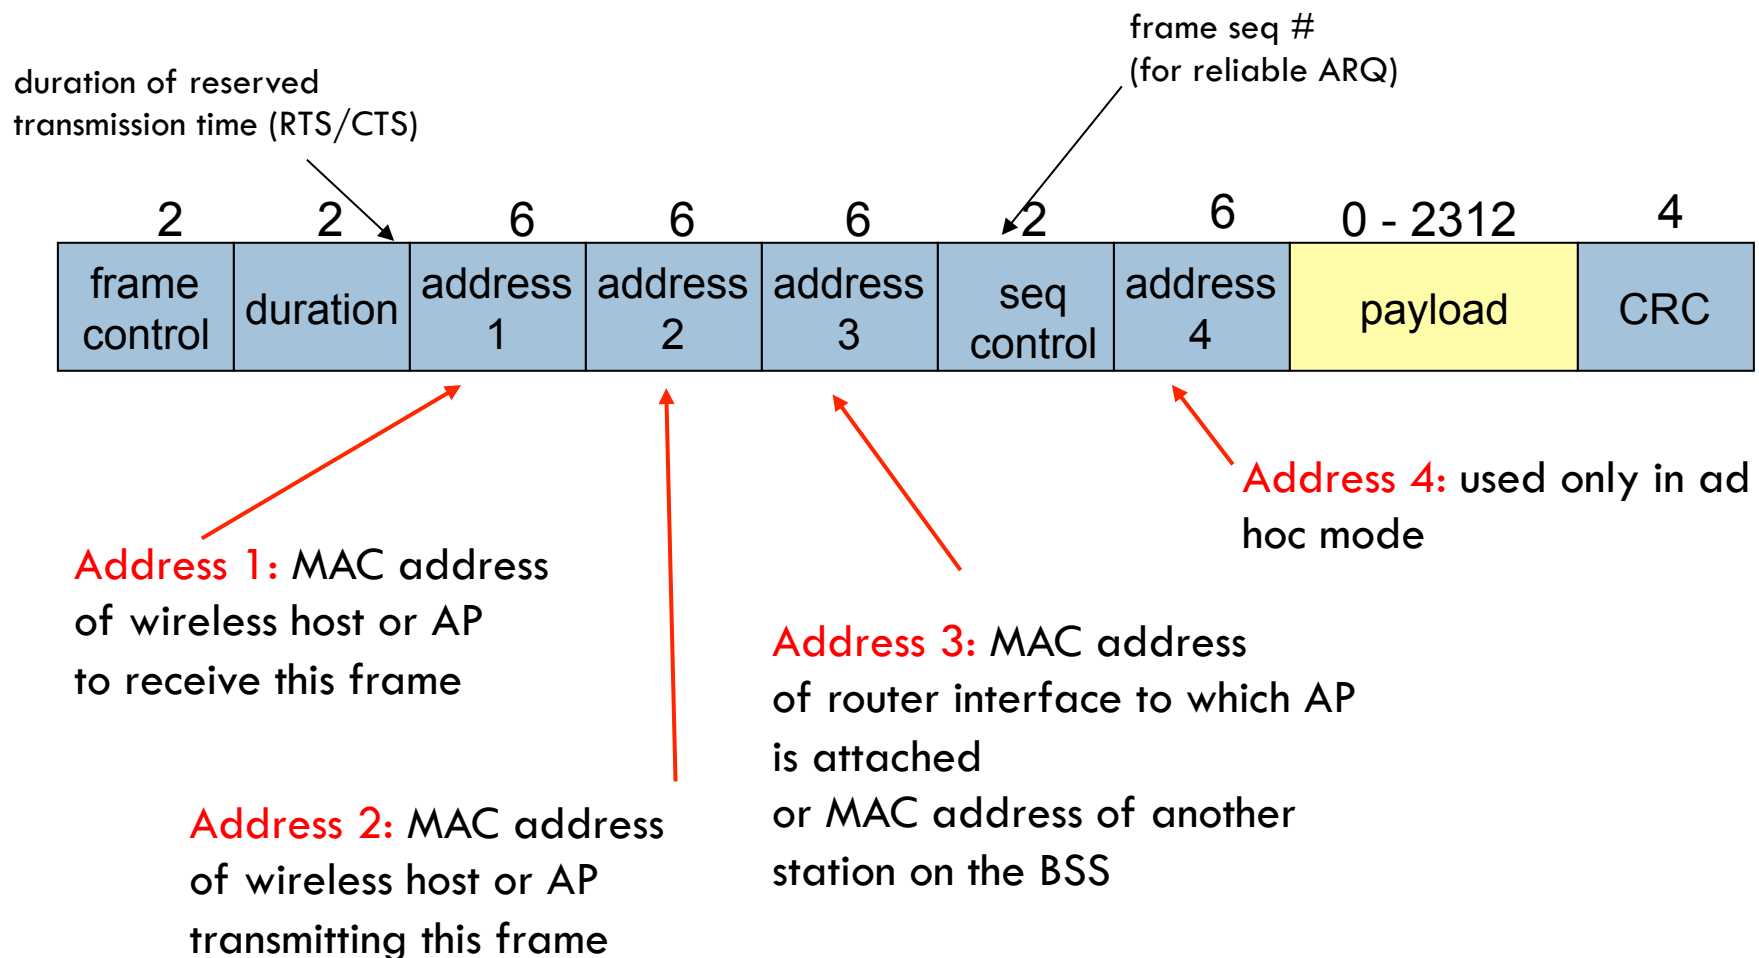 frame seq #
(for reliable ARQ)
duration of reserved
transmission time (RTS/CTS)
2 2 6 6 6 2 6 0 - 2312 4
frame control duration address 1 address 2 address 3 seq control address 4 payload CRC
Address 4: used only in ad
hoc mode
Address 1: MAC address
of wireless host or AP
to receive this frame
Address 3: MAC address
of router interface to which AP
is attached
or MAC address of another
station on the BSS
Address 2: MAC address
of wireless host or AP
transmitting this frame